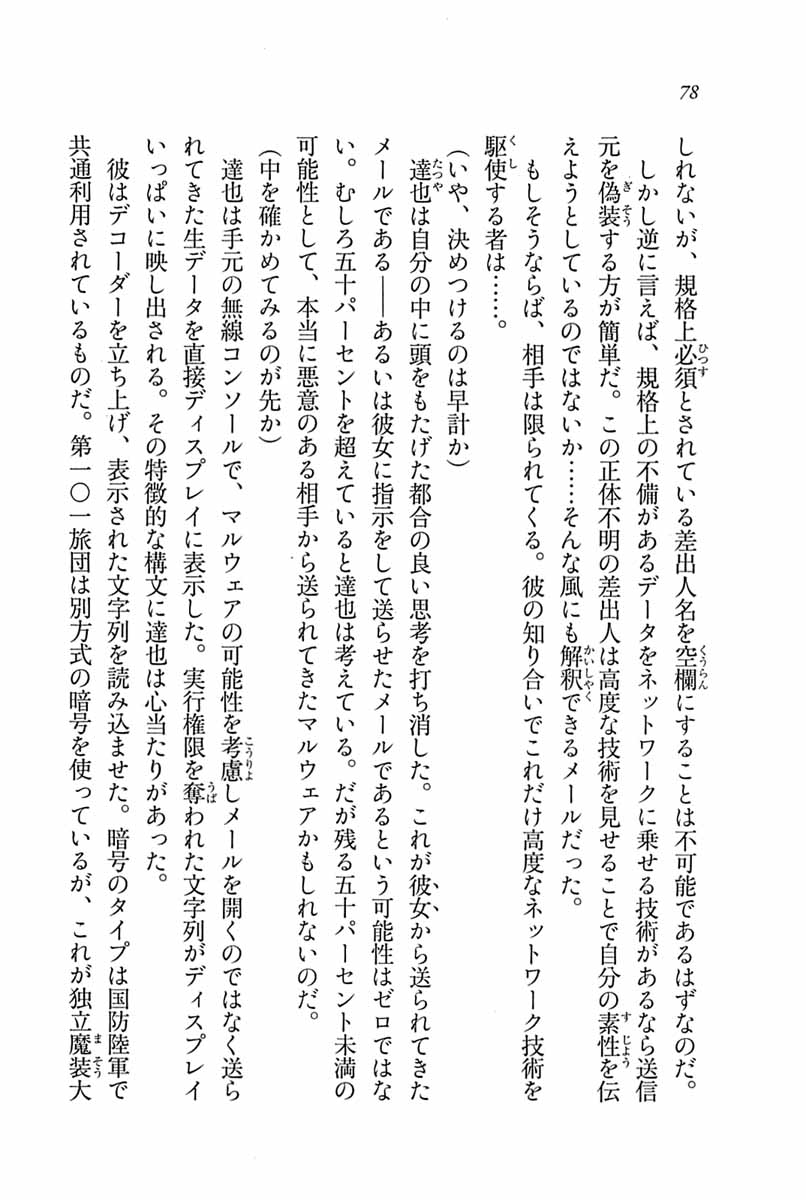 78
しれないが、規格上必須とされている差出人名を空欄にすることは不可能であるはずなのだ。
しかし逆に言えば、規格上の不備があるデータをネットワークに乗せる技術があるなら送信
元を偽装する方が簡単だ。この正体不明の差出人は高度な技術を見せることで自分の素性を伝
えようとしているのではないか……そんな風にも解釈できるメールだった。
もしそうならば、相手は限られてくる。彼の知り合いでこれだけ高度なネットワーク技術を
駆使する者は……。
(いや、決めつけるのは早計か)
達也は自分の中に頭をもたげた都合の良い思考を打ち消した。これが彼女から送られてきた
メールである――あるいは彼女に指示をして送らせたメールであるという可能性はゼロではな
い。むしろ五十パーセントを超えていると達也は考えている。だが残る五十パーセント未満の
可能性として、本当に悪意のある相手から送られてきたマルウェアかもしれないのだ。
(中を確かめてみるのが先か)
達也は手元の無線コンソールで、マルウェアの可能性を考慮しメールを開くのではなく送ら
れてきた生データを直接ディスプレイに表示した。実行権限を奪われた文字列がディスプレイ
いっぱいに映し出される。その特徴的な構文に達也は心当たりがあった。
彼はデコーダーを立ち上げ、表示された文字列を読み込ませた。暗号のタイプは国防陸軍で
共通利用されているものだ。第一〇一旅団は別方式の暗号を使っているが、これが独立魔装大